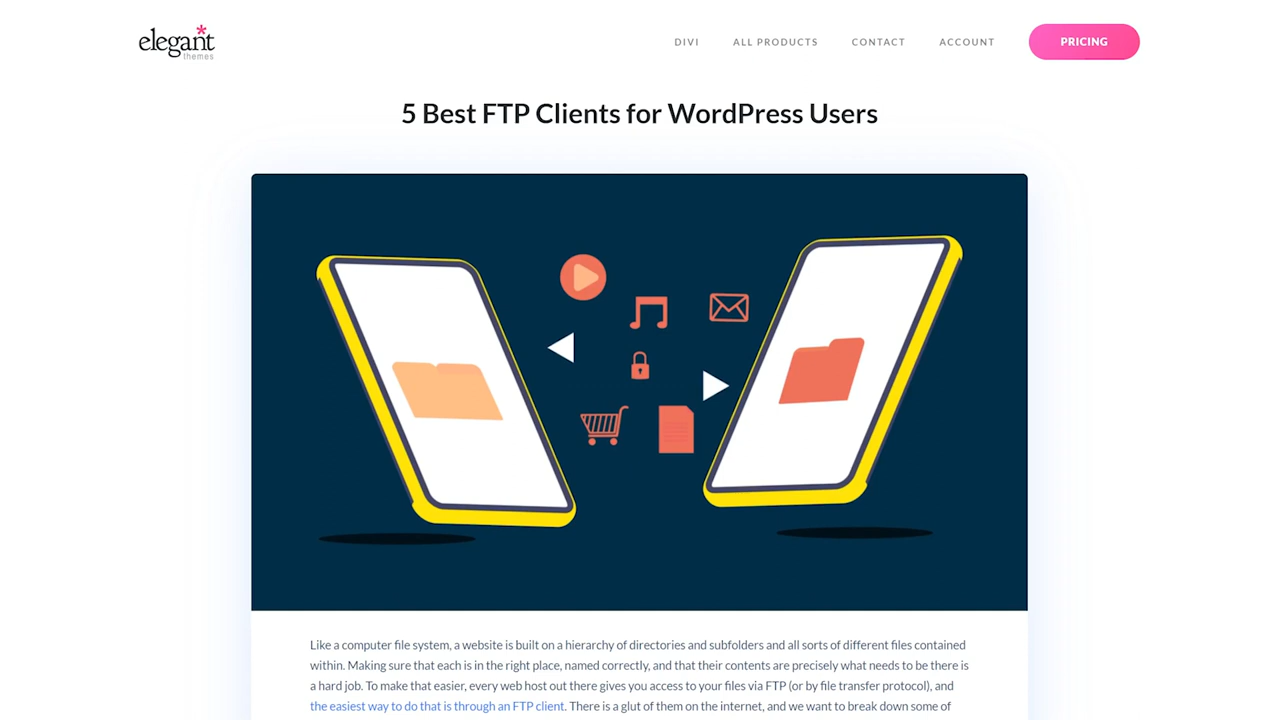 elegant
themes
DIVI
ALL PRODUCTS
CONTACT
ACCOUNT
PRICING
5 Best FTP Clients for WordPress Users
Like a computer file system, a website is built on a hierarchy of directories and subfolders and all sorts of different files contained
within. Making sure that each is in the right place, named correctly, and that their contents are precisely what needs to be there is
a hard job. To make that easier, every web host out there gives you access to your files via FTP (or by file transfer protocol), and
the easiest way to do that is through an FTP client. There is a glut of them on the internet, and we want to break down some of